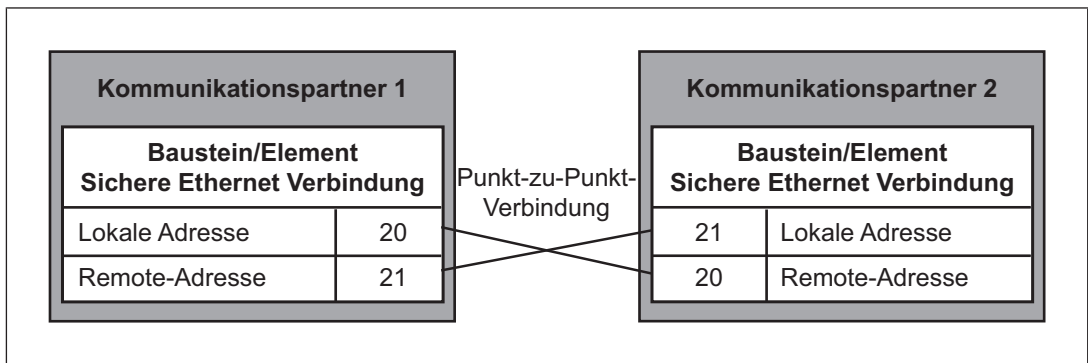 Kommunikationspartner 1
Baustein/Element
Sichere Ethernet Verbindung
Lokale Adresse 20
Remote-Adresse 21
Punkt-zu-Punkt-
Verbindung
Kommunikationspartner 2
Baustein/Element
Sichere Ethernet Verbindung
21 Lokale Adresse
20 Remote-Adresse